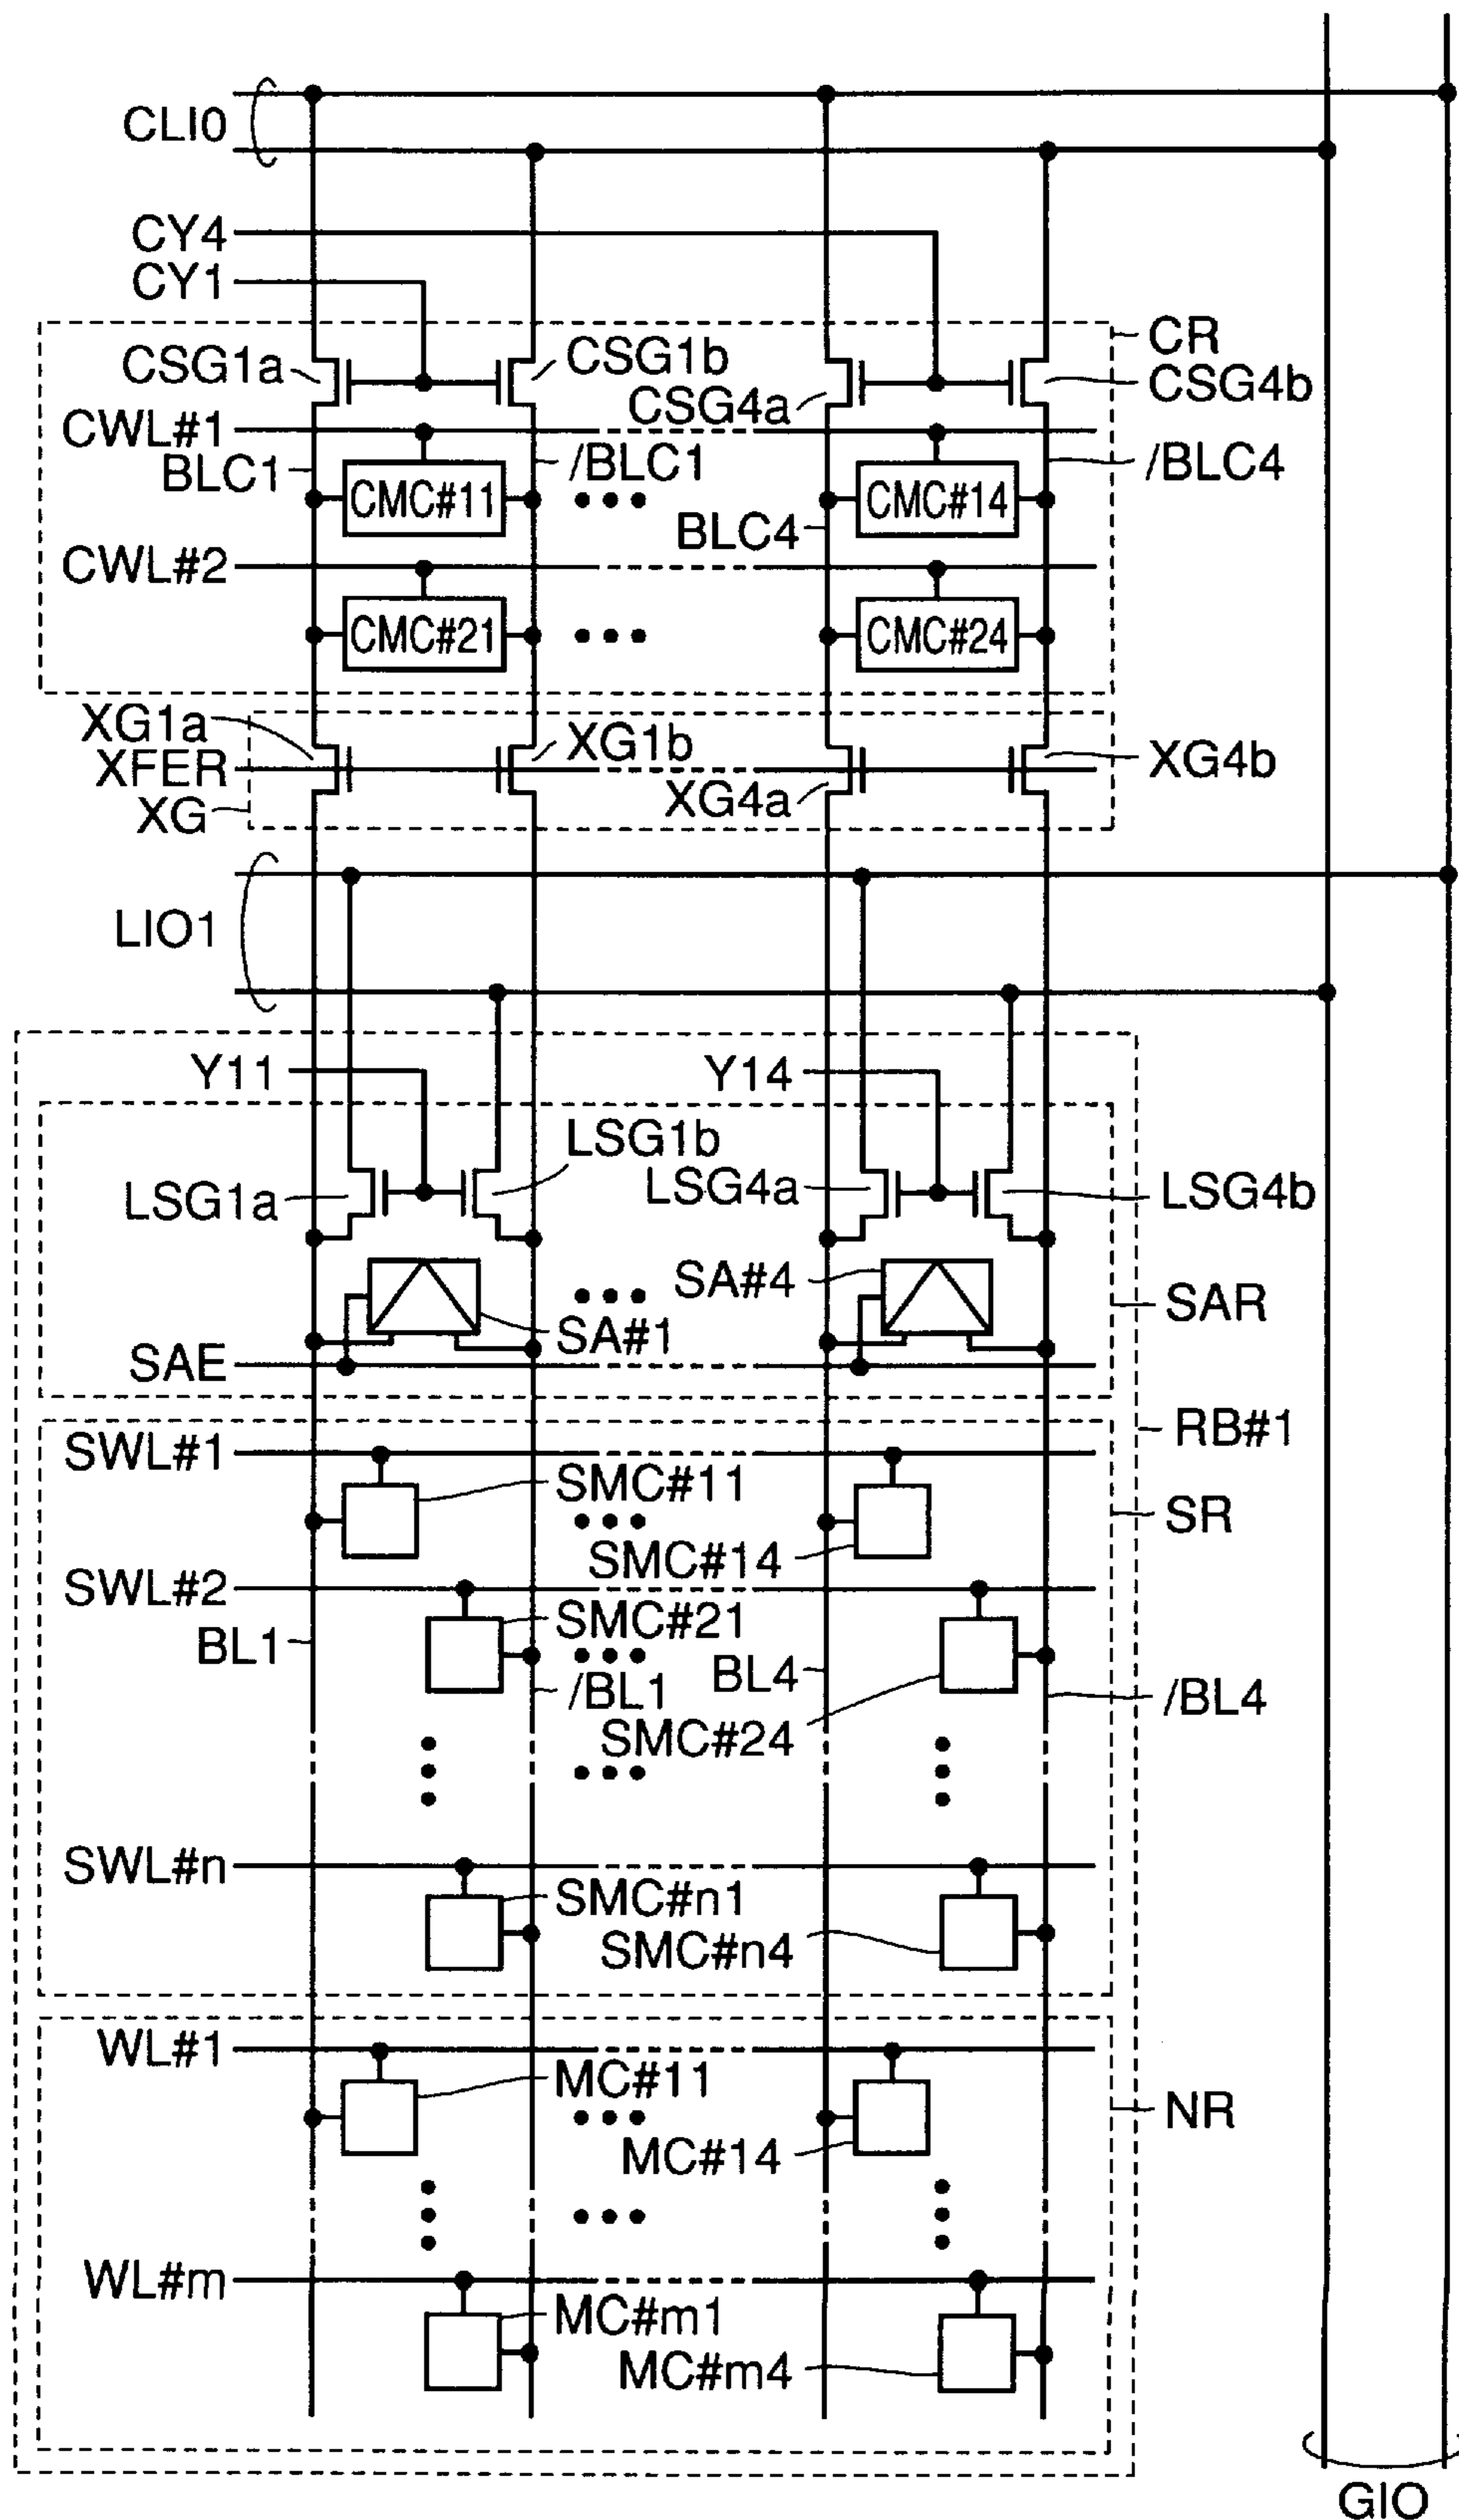 CLI0
CY4
CY1
CR
CSG1a
CSG1b
CSG4a
CSG4b
CWL#1
BLC1
/BLC1
/BLC4
CMC#11
CMC#14
BLC4
CWL#2
CMC#21
CMC#24
XG1a
XG1b
XFER
XG4b
XG4a
XG
LIO1
Y11
Y14
LSG1b
LSG1a
LSG4a
LSG4b
SA#4
SAR
SA#1
SAE
RB#1
SWL#1
SMC#11
SR
SMC#14
SWL#2
SMC#21
BL1
BL4
/BL1
/BL4
SMC#24
SWL#n
SMC#n1
SMC#n4
WL#1
MC#11
NR
MC#14
WL#m
MC#m1
MC#m4
GIO